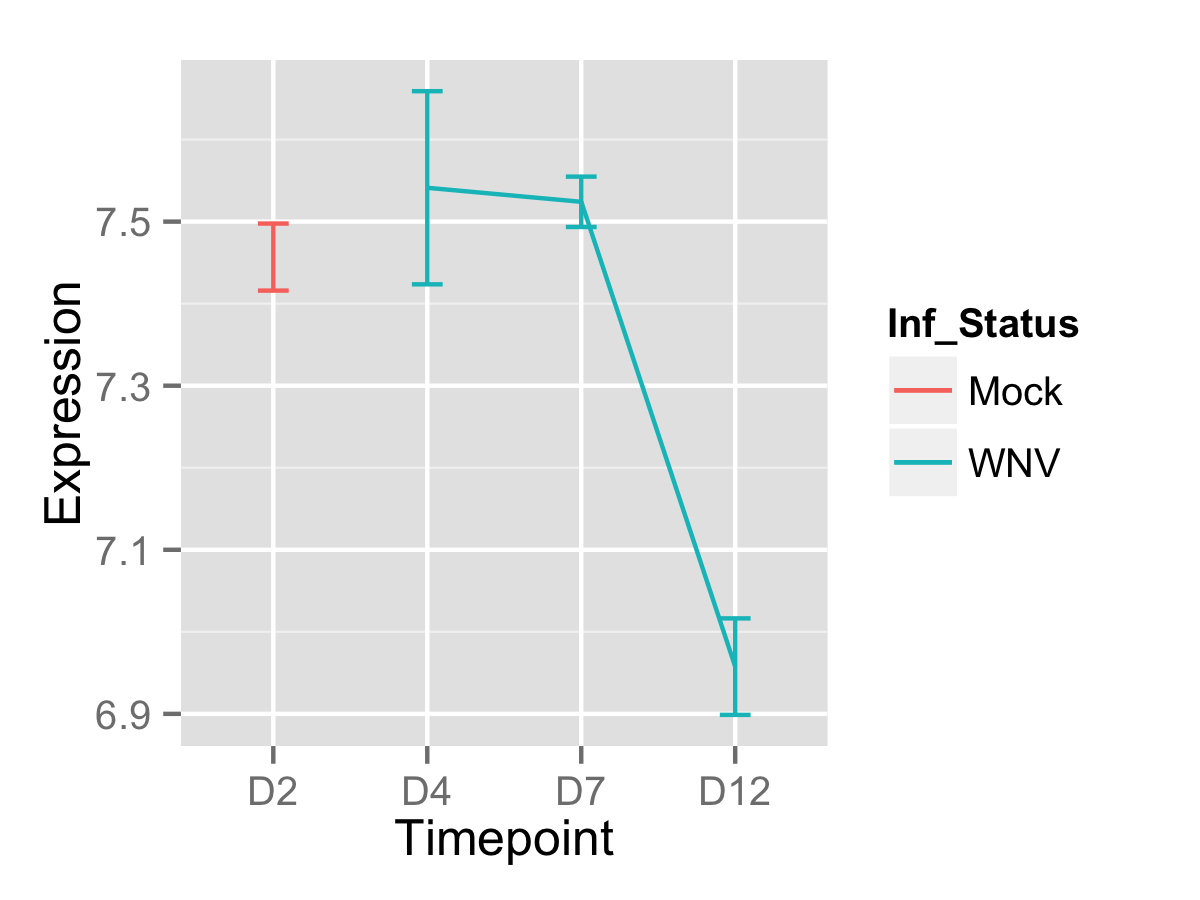 Expression
7.5
7.3
7.1
6.9
D2 D4 D7 D12
Timepoint
Inf_Status
Mock
WNV